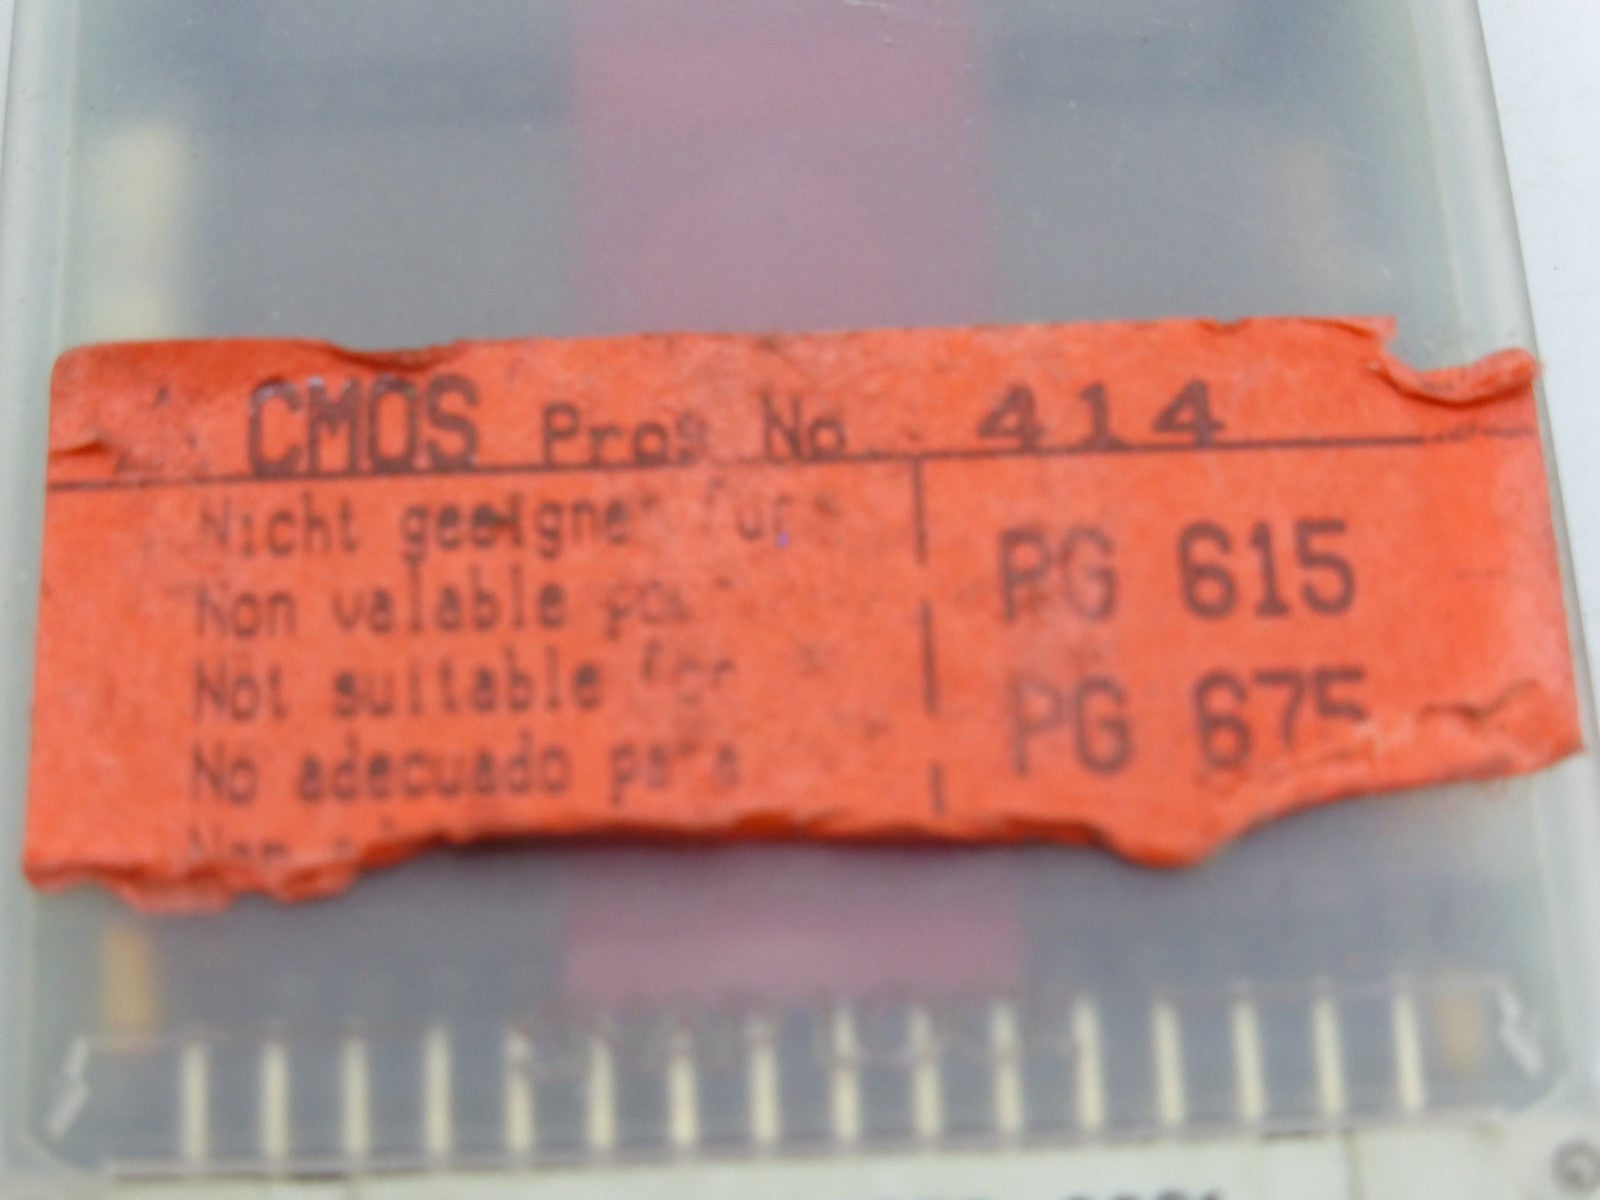 CMOS Prog No. 414
Nicht geeignet für
Non valable pour
Not suitable for
No adecuado para
Non
PG 615
PG 675